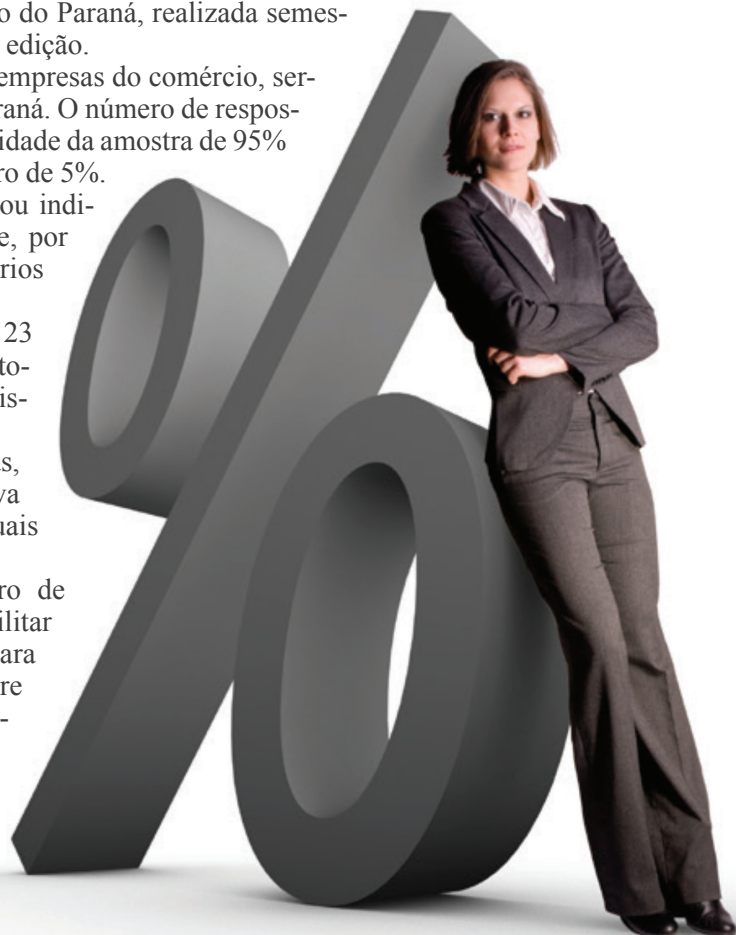 o do Paraná, realizada semes-
edição.
empresas do comércio, ser-
raná. O número de respos-
idade da amostra de 95%
ro de 5%.
ou indi-
e, por
rios
23
to-
is-
s,
va
uais
ro de
ilitar
ara
re
-
%